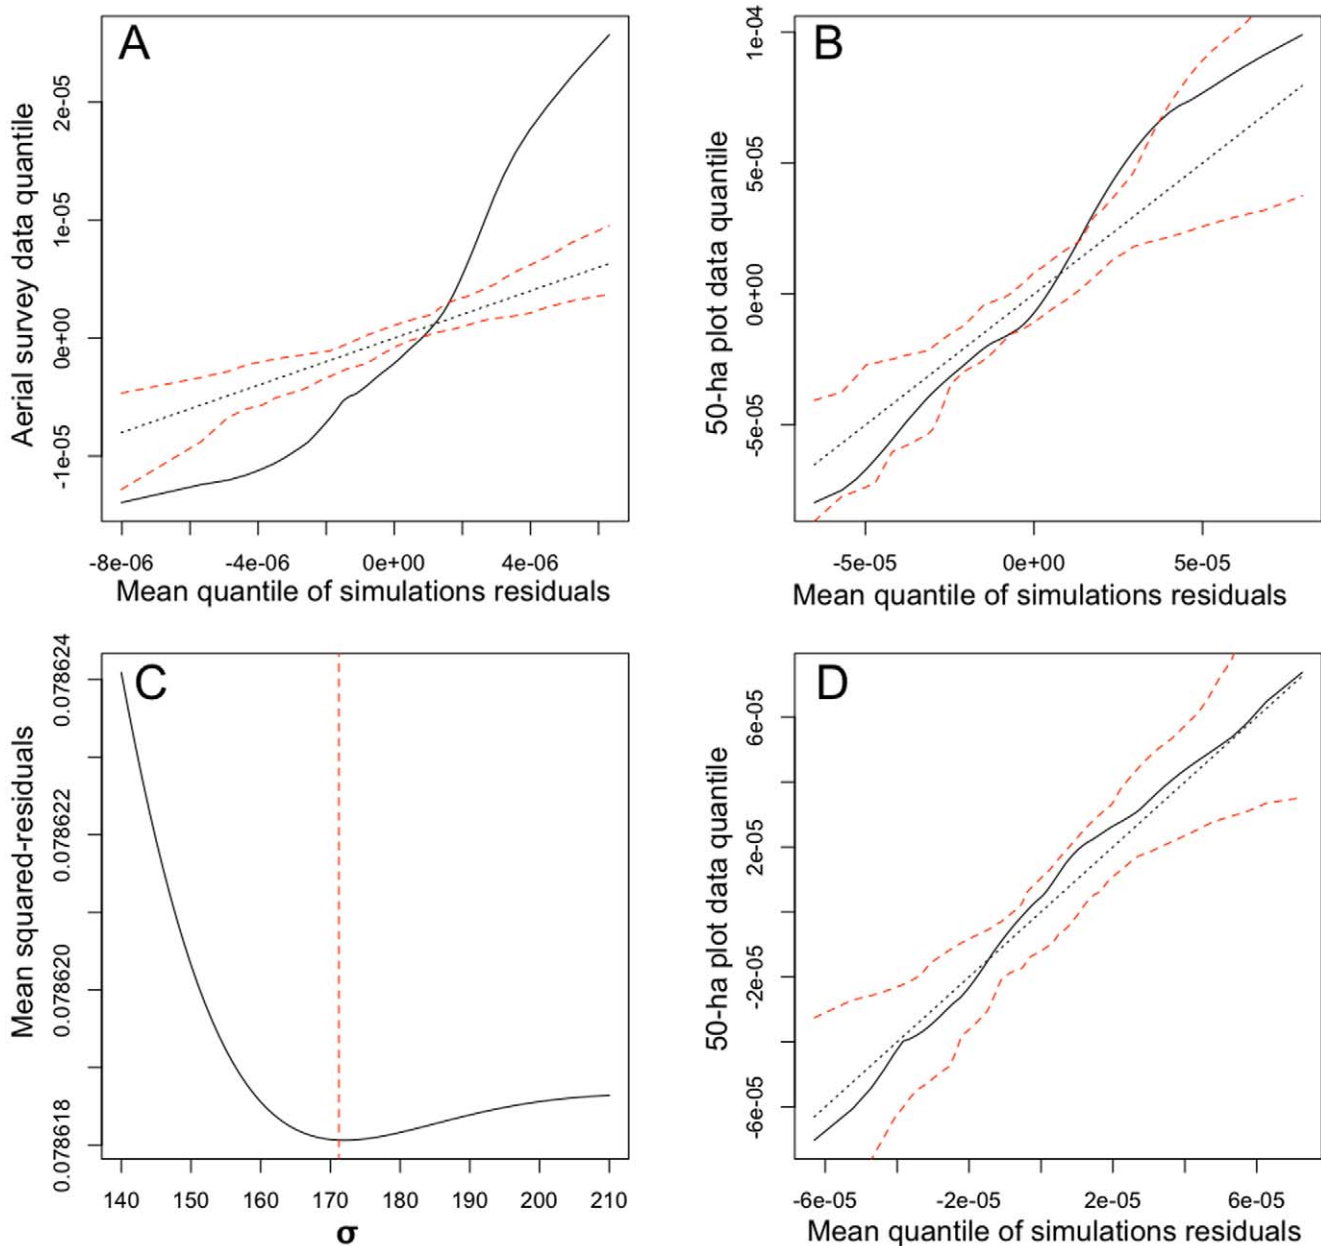 A
Aerial survey data quantile
2e-05
1e-05
0e+00
-1e-05
-8e-06 -4e-06 0e+00 4e-06
Mean quantile of simulations residuals
B
50-ha plot data quantile
1e-04
5e-05
0e+00
-5e-05
-5e-05 0e+00 5e-05
Mean quantile of simulations residuals
C
Mean squared-residuals
0.078624
0.078622
0.078620
0.078618
140 150 160 170 180 190 200 210
σ
D
50-ha plot data quantile
6e-05
2e-05
-2e-05
-6e-05
-6e-05 -2e-05 2e-05 6e-05
Mean quantile of simulations residuals